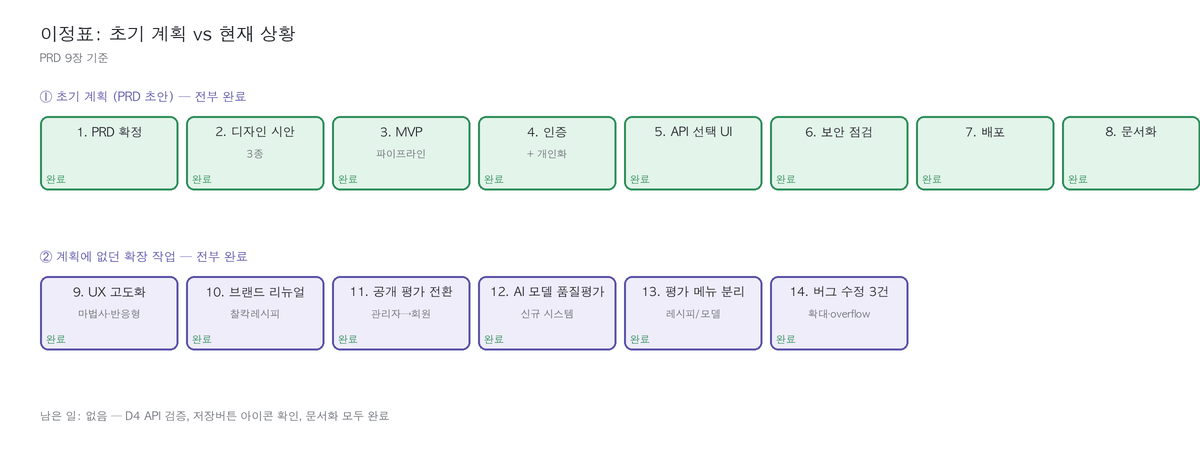 이정표: 초기 계획 vs 현재 상황
PRD 9장 기준
① 초기 계획 (PRD 초안) — 전부 완료
1. PRD 확정
완료
2. 디자인 시안
3종
완료
3. MVP
파이프라인
완료
4. 인증
+ 개인화
완료
5. API 선택 UI
완료
6. 보안 점검
완료
7. 배포
완료
8. 문서화
완료
② 계획에 없던 확장 작업 — 전부 완료
9. UX 고도화
마법사·반응형
완료
10. 브랜드 리뉴얼
찰칵레시피
완료
11. 공개 평가 전환
관리자→회원
완료
12. AI 모델 품질평가
신규 시스템
완료
13. 평가 메뉴 분리
레시피/모델
완료
14. 버그 수정 3건
확대·overflow
완료
남은 일: 없음 — D4 API 검증, 저장버튼 아이콘 확인, 문서화 모두 완료